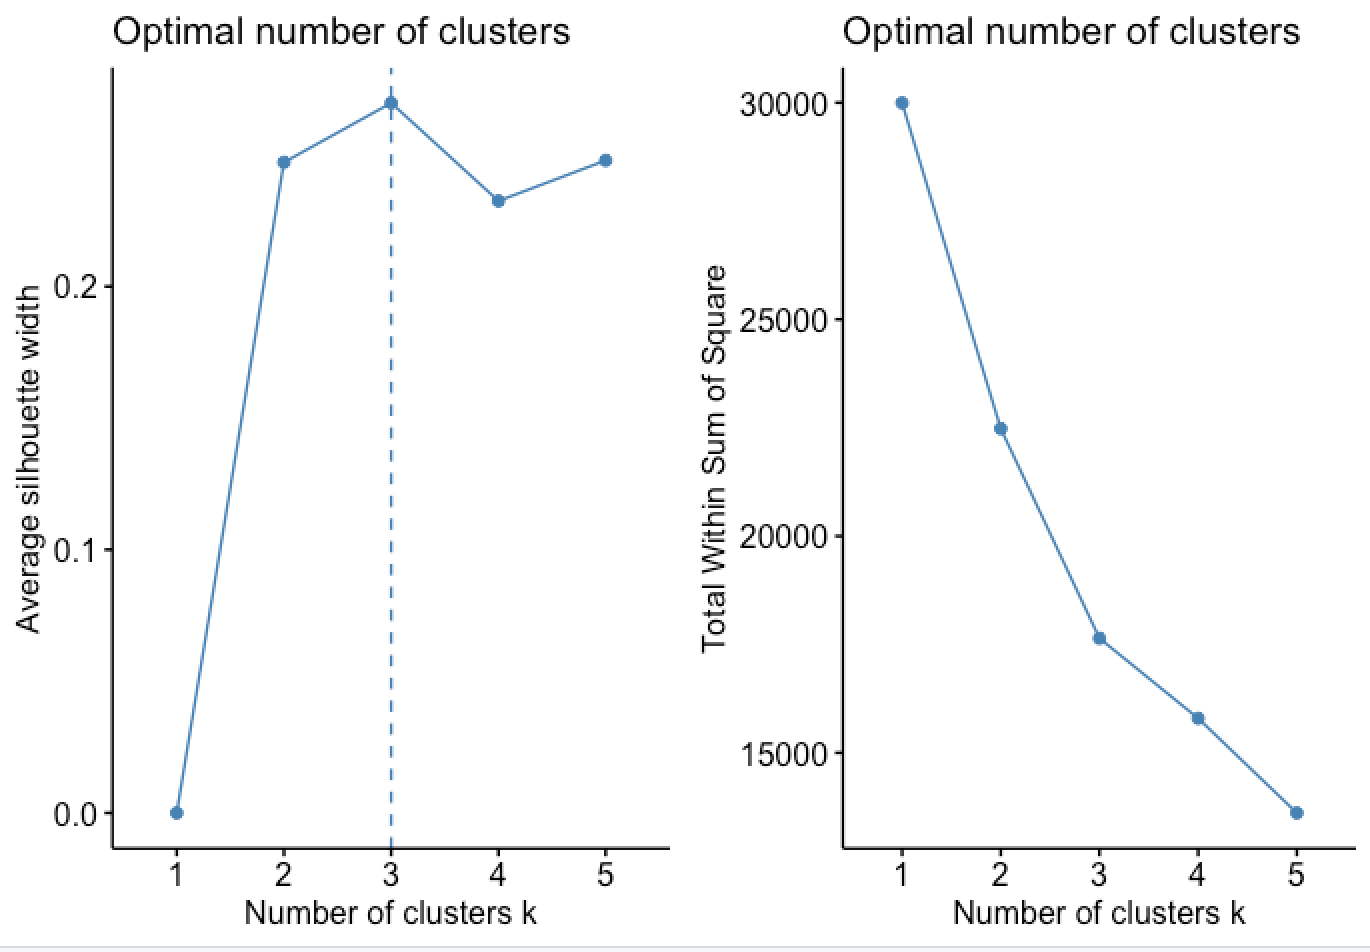 Optimal number of clusters
Average silhouette width
0.2
0.1
0.0
1 2 3 4 5
Number of clusters k
Optimal number of clusters
Total Within Sum of Square
30000
25000
20000
15000
1 2 3 4 5
Number of clusters k